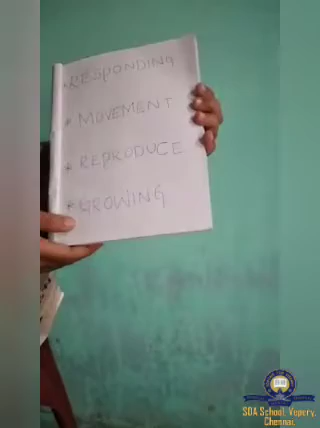 * RESPONDING
* MOVEMENT
* REPRODUCE
* GROWING
SDA School, Vepery,
Chennai.